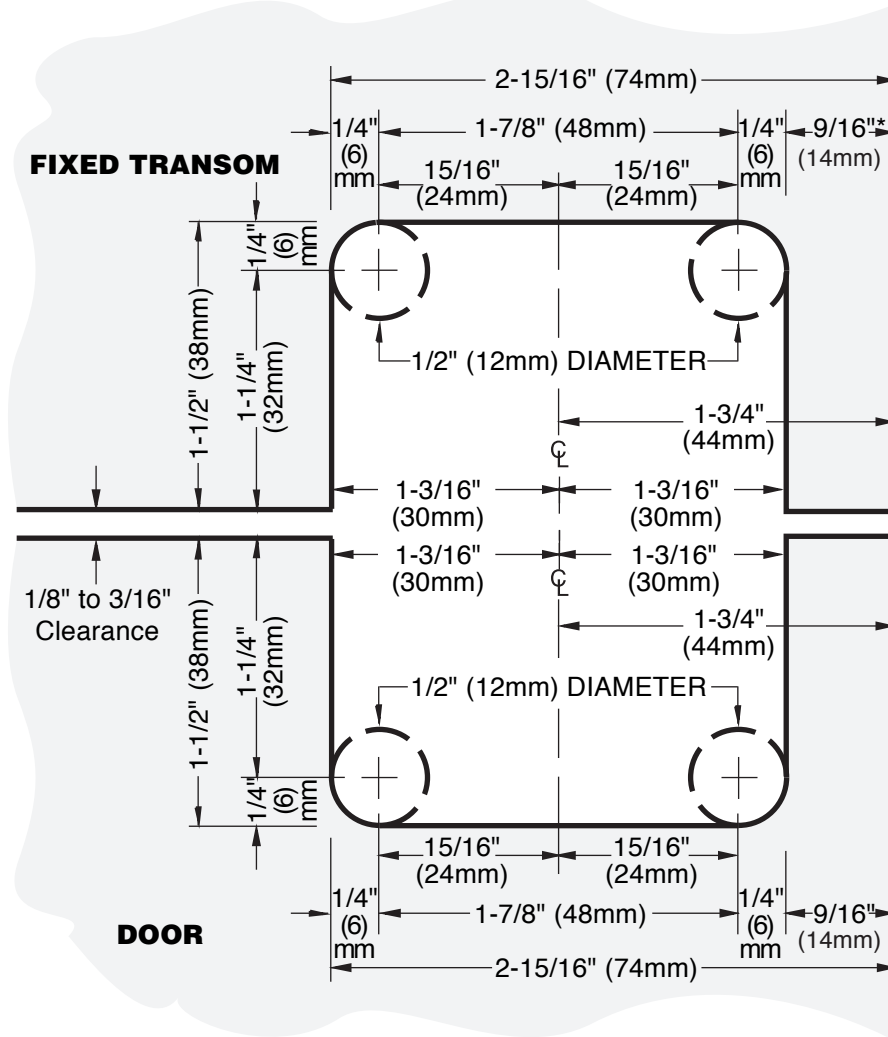 2-15/16" (74mm)
1/4"
(6)
mm
1-7/8" (48mm)
1/4"
(6)
mm
9/16"*
(14mm)
FIXED TRANSOM
15/16"
(24mm)
15/16"
(24mm)
1/4"
(6)
mm
1-1/2" (38mm)
1-1/4"
(32mm)
1/2" (12mm) DIAMETER
1-3/4"
(44mm)
℄
1-3/16"
(30mm)
1-3/16"
(30mm)
1-3/16"
(30mm)
1-3/16"
(30mm)
℄
1/8" to 3/16"
Clearance
1-1/2" (38mm)
1-1/4"
(32mm)
1-3/4"
(44mm)
1/2" (12mm) DIAMETER
1/4"
(6)
mm
15/16"
(24mm)
15/16"
(24mm)
1/4"
(6)
mm
1-7/8" (48mm)
1/4"
(6)
mm
9/16"*
(14mm)
DOOR
2-15/16" (74mm)